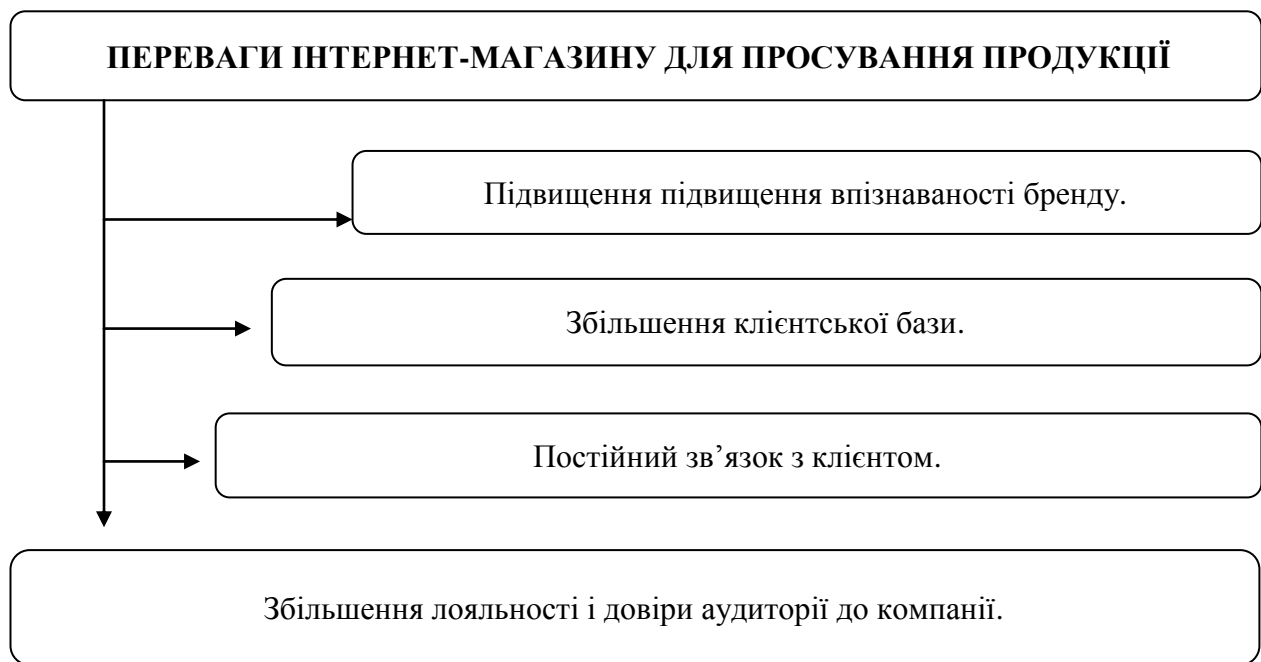 ПЕРЕВАГИ ІНТЕРНЕТ-МАГАЗИНУ ДЛЯ ПРОСУВАННЯ ПРОДУКЦІЇ
Підвищення підвищення впізнаваності бренду.
Збільшення клієнтської бази.
Постійний зв’язок з клієнтом.
Збільшення лояльності і довіри аудиторії до компанії.